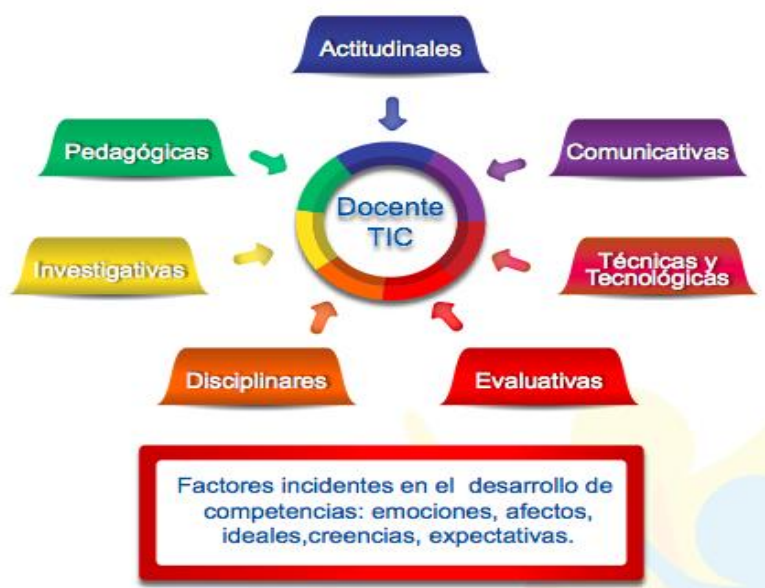 Actitudinales
Pedagógicas
Comunicativas
Docente
TIC
Investigativas
Técnicas y
Tecnológicas
Disciplinares
Evaluativas
Factores incidentes en el desarrollo de
competencias: emociones, afectos,
ideales,creencias, expectativas.